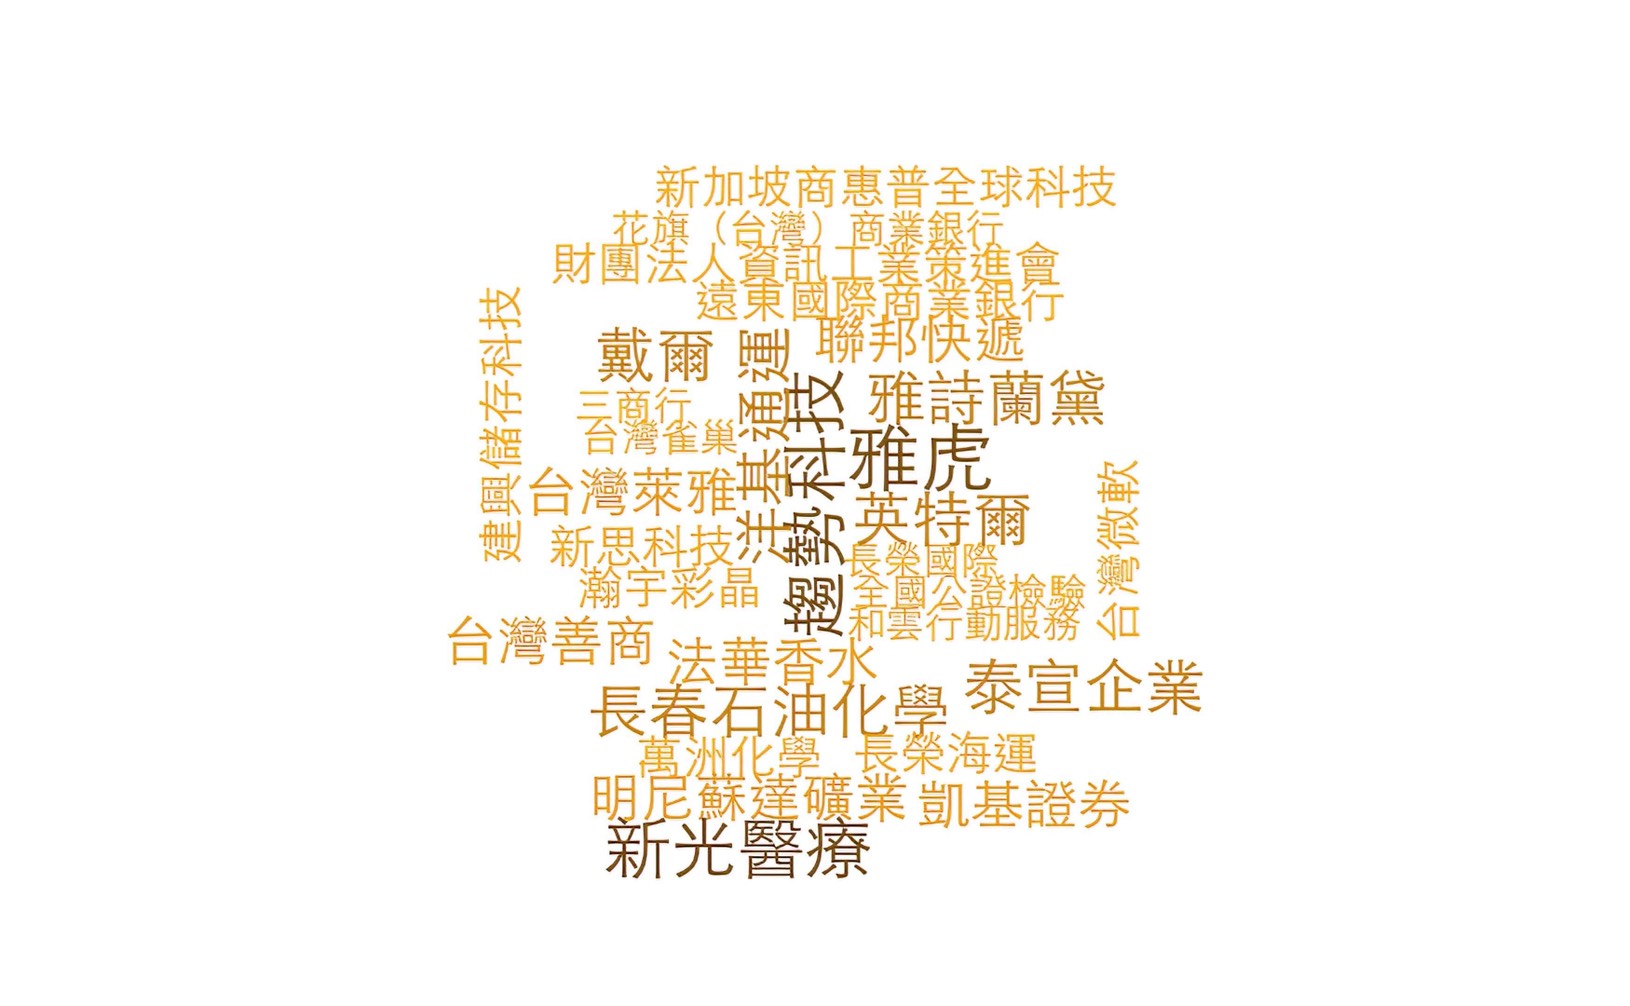 新加坡商惠普全球科技
花旗（台灣）商業銀行
財團法人資訊工業策進會
遠東國際商業銀行
建興儲存科技
戴爾
洋基通運
聯邦快遞
趨勢科技
雅詩蘭黛
三商行
台灣雀巢
雅虎
台灣萊雅
英特爾
台灣微軟
新思科技
長榮國際
瀚宇彩晶
全國公證檢驗
和雲行動服務
台灣善商
法華香水
泰宣企業
長春石油化學
萬洲化學
長榮海運
明尼蘇達礦業
凱基證券
新光醫療